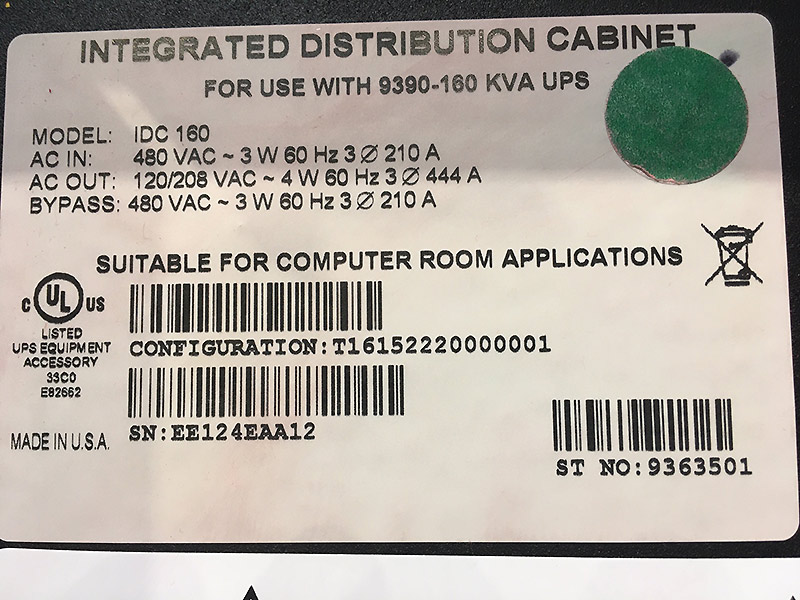 INTEGRATED DISTRIBUTION CABINET
FOR USE WITH 9390-160 KVA UPS
MODEL: IDC 160
AC IN: 480 VAC ~ 3 W 60 Hz 3 Ø 210 A
AC OUT: 120/208 VAC ~ 4 W 60 Hz 3 Ø 444 A
BYPASS: 480 VAC ~ 3 W 60 Hz 3 Ø 210 A
SUITABLE FOR COMPUTER ROOM APPLICATIONS
C UL US
LISTED
UPS EQUIPMENT
ACCESSORY
33C0
E82662
CONFIGURATION:T16152220000001
SN:EE124EAA12
MADE IN U.S.A.
ST NO:9363501